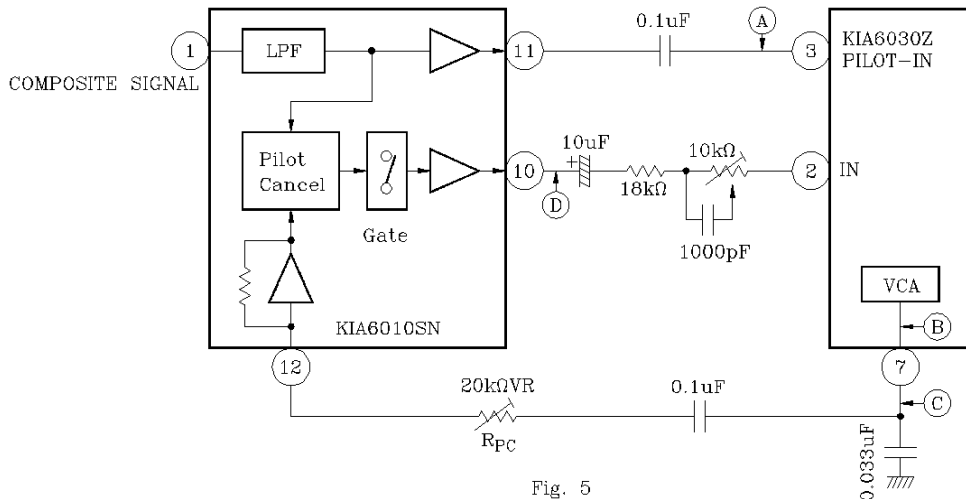 0.1uF
A
1
LPF
11
3
KIA6030Z
PILOT-IN
COMPOSITE SIGNAL
Pilot
Cancel
Gate
10
D
10uF
+
18kΩ
10kΩ
1000pF
2
IN
VCA
B
KIA6010SN
12
7
20kΩVR
RPC
0.1uF
C
0.033uF
Fig. 5